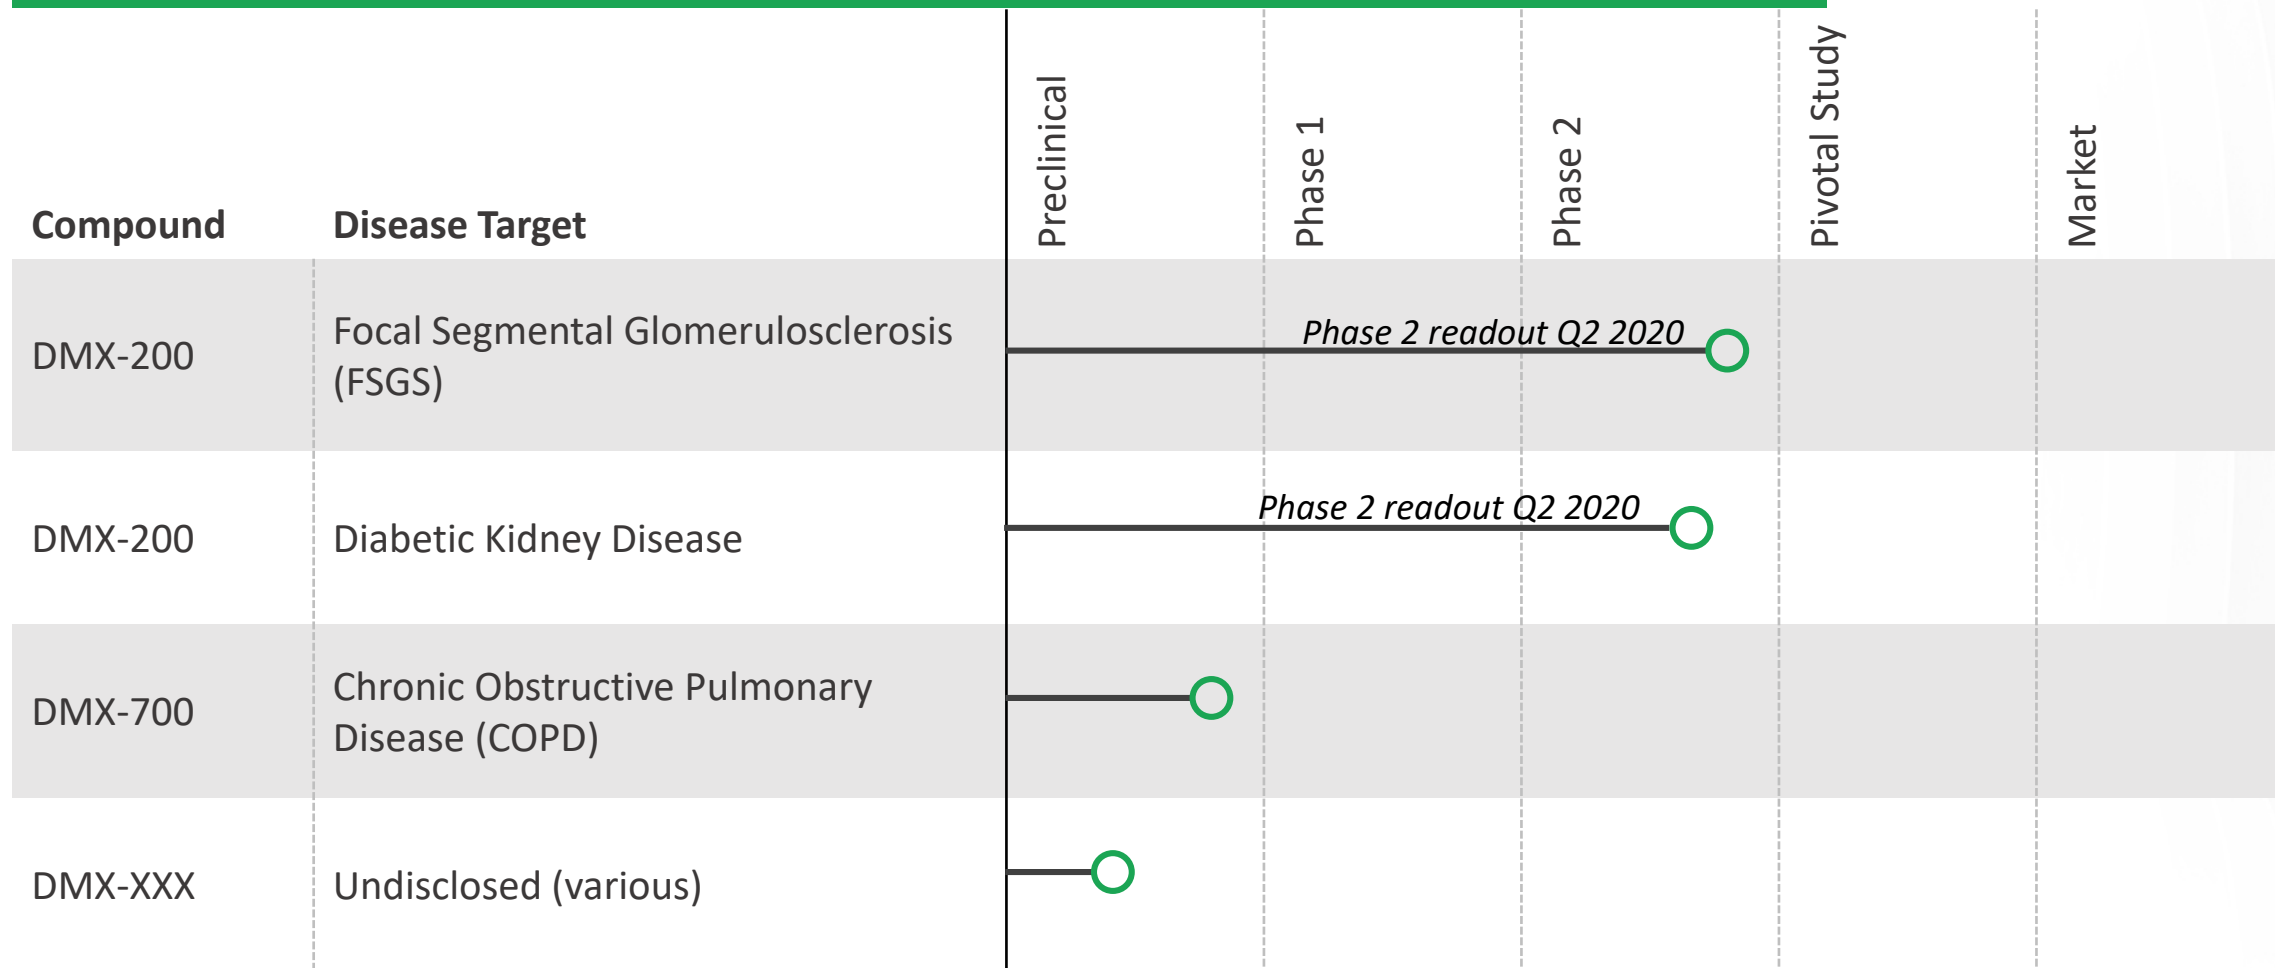 Compound
Disease Target
Preclinical
Phase 1
Phase 2
Pivotal Study
Market
DMX-200
Focal Segmental Glomerulosclerosis
(FSGS)
Phase 2 readout Q2 2020
DMX-200
Diabetic Kidney Disease
Phase 2 readout Q2 2020
DMX-700
Chronic Obstructive Pulmonary
Disease (COPD)
DMX-XXX
Undisclosed (various)